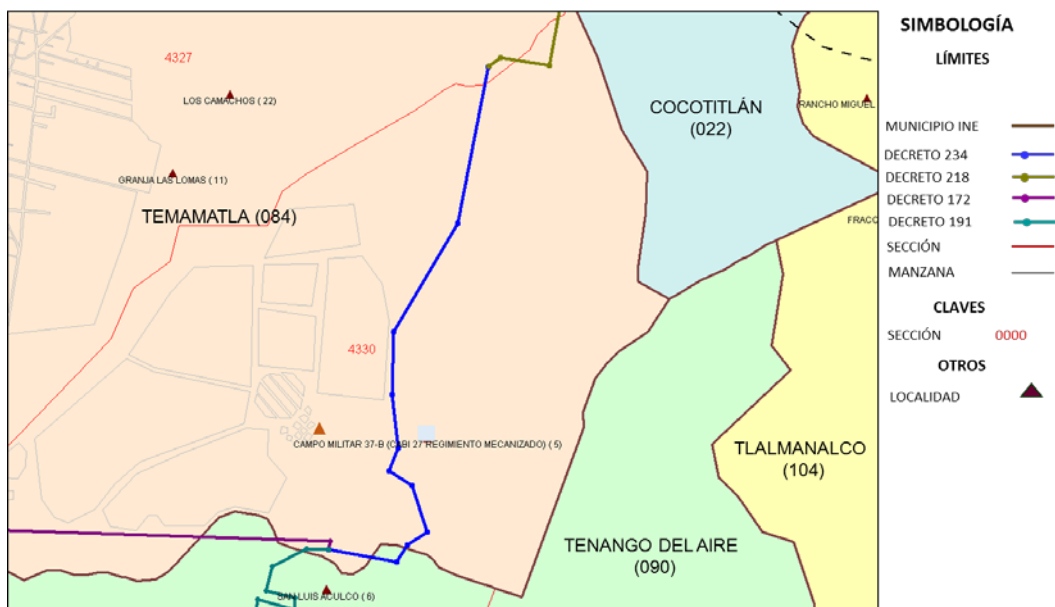 4327
LOS CAMACHOS ( 22)
GRANJA LAS LOMAS ( 11)
TEMAMATLA (084)
COCOTITLÁN
(022)
RANCHO MIGUEL
FRACC
4330
CAMPO MILITAR 37-B (CABI 27 REGIMIENTO MECANIZADO) ( 5)
TLALMANALCO
(104)
TENANGO DEL AIRE
(090)
SAN LUIS ACULCO ( 6)
SIMBOLOGÍA
LÍMITES
MUNICIPIO INE
DECRETO 234
DECRETO 218
DECRETO 172
DECRETO 191
SECCIÓN
MANZANA
CLAVES
SECCIÓN 0000
OTROS
LOCALIDAD